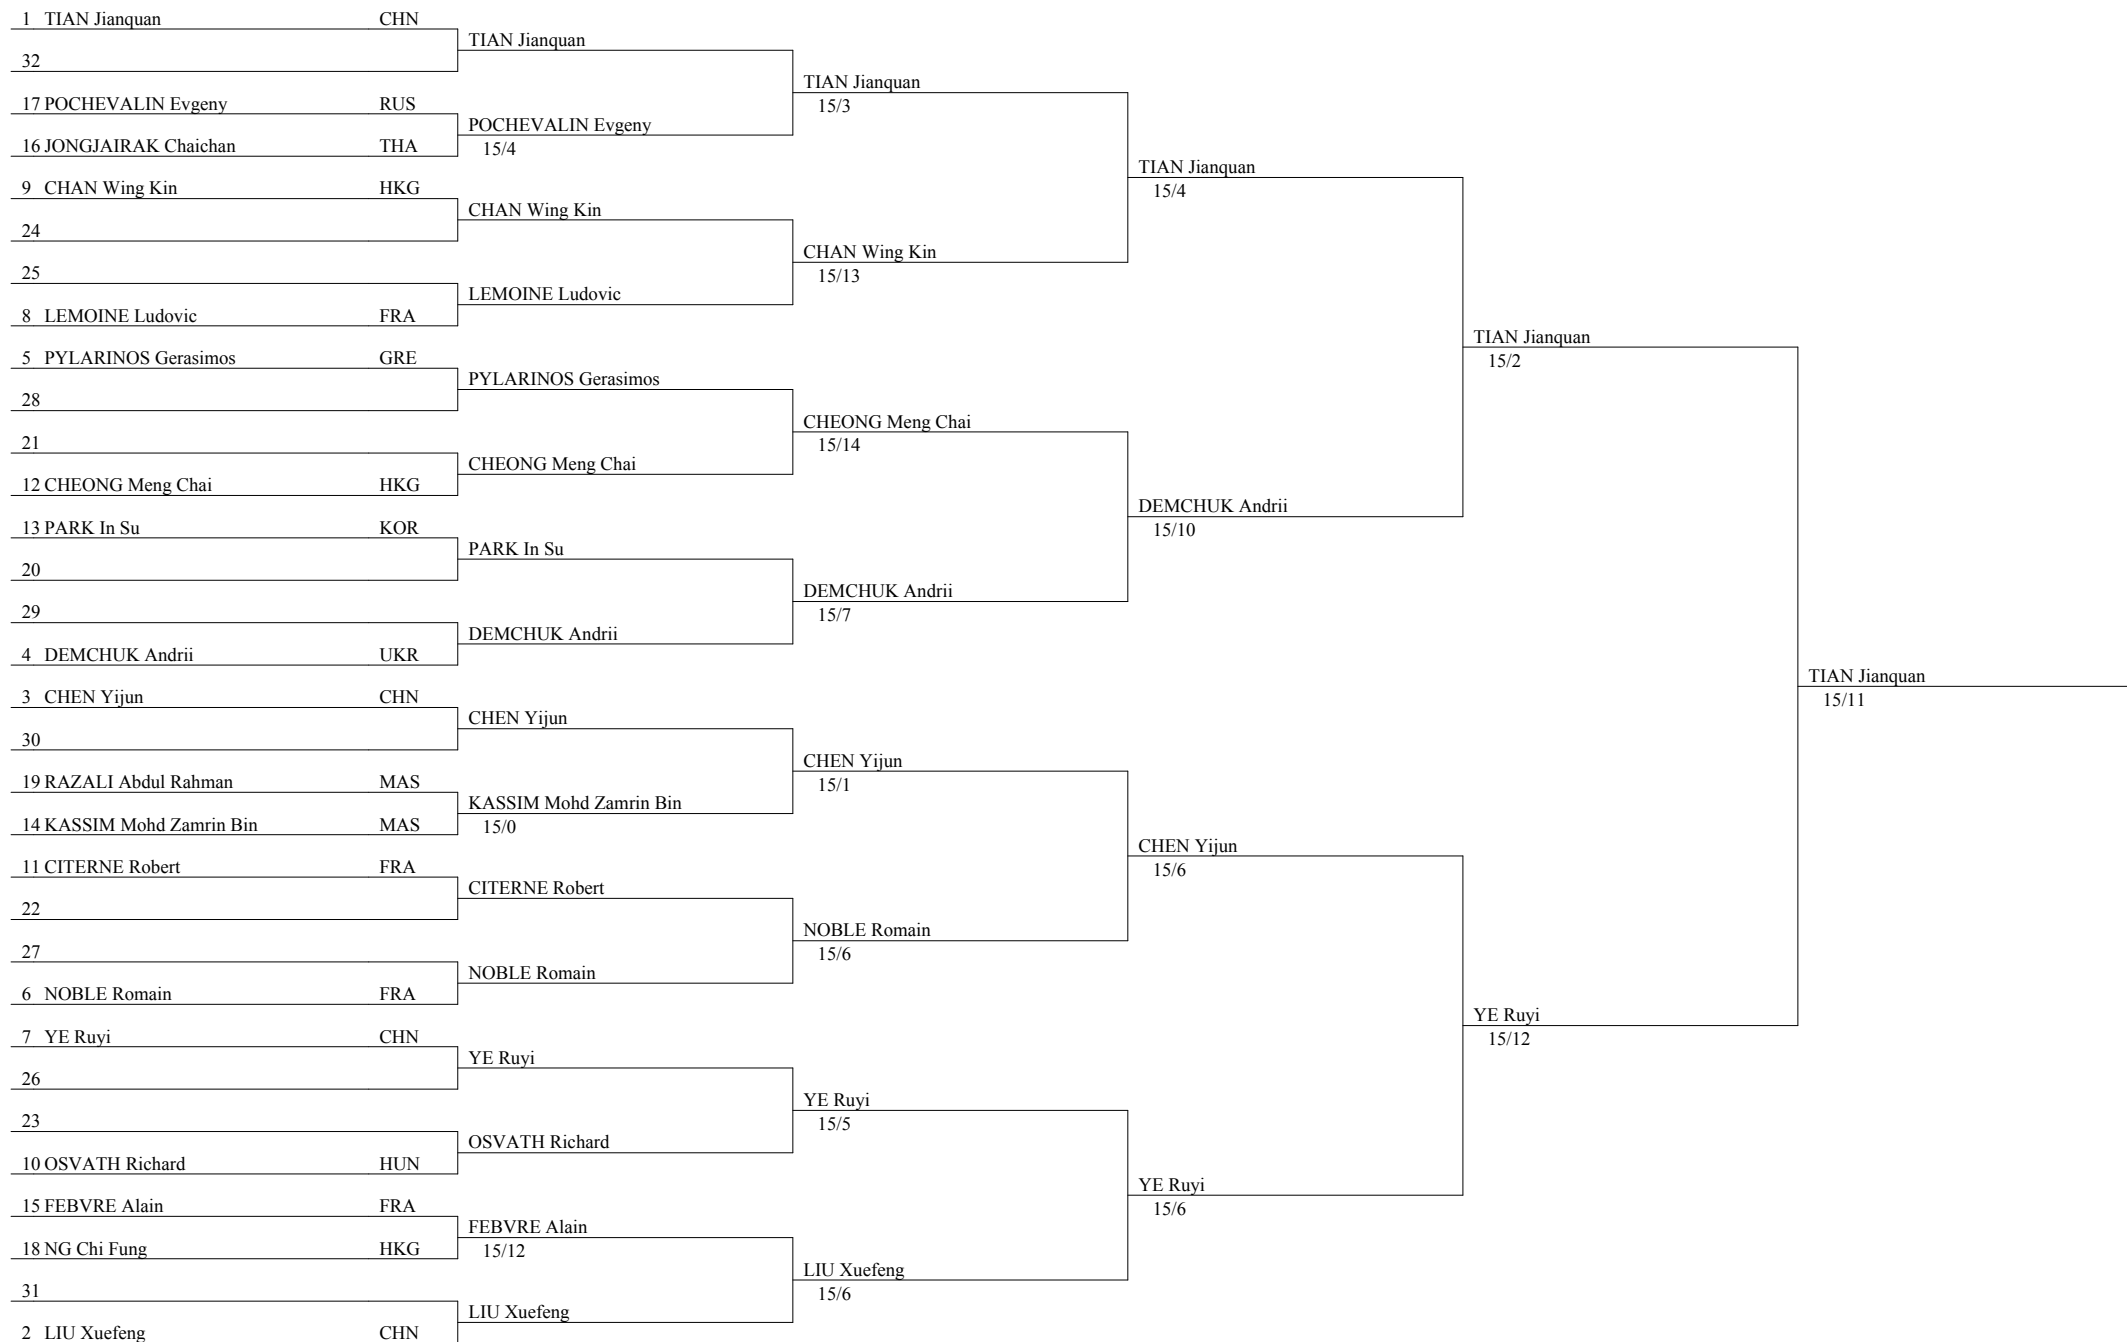 1 TIAN Jianquan CHN
32
17 POCHEVALIN Evgeny RUS
16 JONGJAIRAK Chaichan THA
9 CHAN Wing Kin HKG
24
25
8 LEMOINE Ludovic FRA
5 PYLARINOS Gerasimos GRE
28
21
12 CHEONG Meng Chai HKG
13 PARK In Su KOR
20
29
4 DEMCHUK Andrii UKR
3 CHEN Yijun CHN
30
19 RAZALI Abdul Rahman MAS
14 KASSIM Mohd Zamrin Bin MAS
11 CITERNE Robert FRA
22
27
6 NOBLE Romain FRA
7 YE Ruyi CHN
26
23
10 OSVATH Richard HUN
15 FEBVRE Alain FRA
18 NG Chi Fung HKG
31
2 LIU Xuefeng CHN
TIAN Jianquan
POCHEVALIN Evgeny
15/4
CHAN Wing Kin
LEMOINE Ludovic
PYLARINOS Gerasimos
CHEONG Meng Chai
PARK In Su
DEMCHUK Andrii
CHEN Yijun
KASSIM Mohd Zamrin Bin
15/0
CITERNE Robert
NOBLE Romain
YE Ruyi
OSVATH Richard
FEBVRE Alain
15/12
LIU Xuefeng
TIAN Jianquan
15/3
CHAN Wing Kin
15/13
CHEONG Meng Chai
15/14
DEMCHUK Andrii
15/7
CHEN Yijun
15/1
NOBLE Romain
15/6
YE Ruyi
15/5
LIU Xuefeng
15/6
TIAN Jianquan
15/4
DEMCHUK Andrii
15/10
CHEN Yijun
15/6
YE Ruyi
15/6
TIAN Jianquan
15/2
YE Ruyi
15/12
TIAN Jianquan
15/11